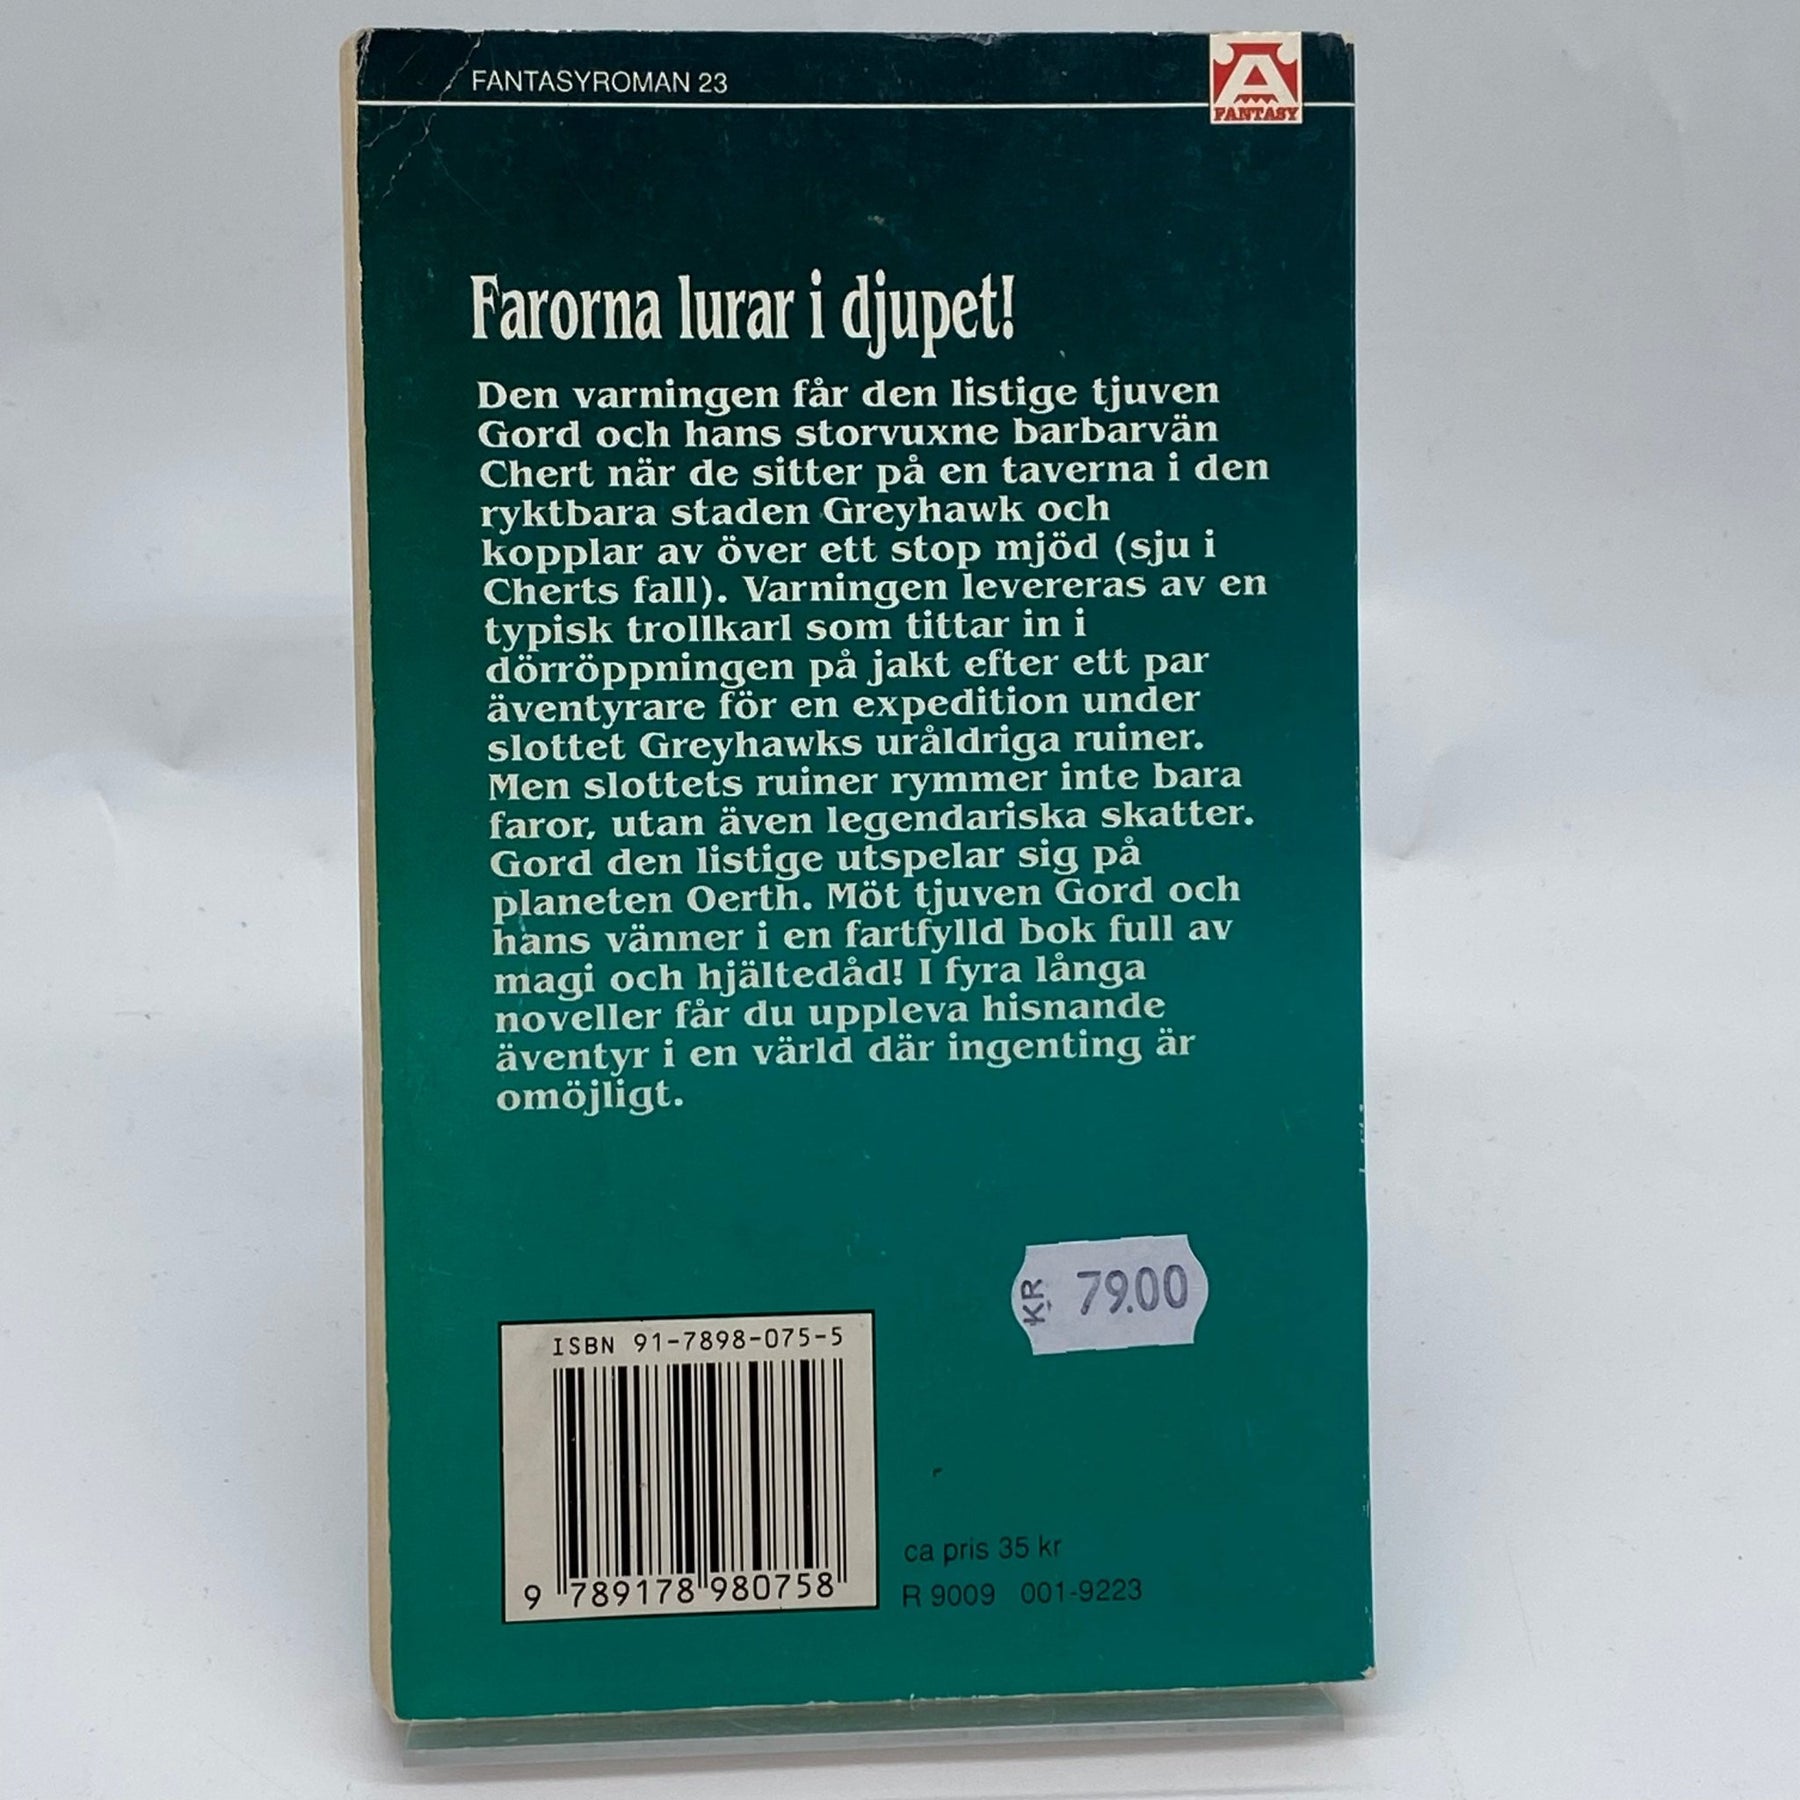 FANTASYROMAN 23
A
FANTASY
Farorna lurar i djupet!
Den varningen får den listige tjuven
Gord och hans storvuxne barbarvän
Chert när de sitter på en taverna i den
ryktbara staden Greyhawk och
kopplar av över ett stop mjöd (sju i
Cherts fall). Varningen levereras av en
typisk trollkarl som tittar in i
dörröppningen på jakt efter ett par
äventyrare för en expedition under
slottet Greyhawks uråldriga ruiner.
Men slottets ruiner rymmer inte bara
faror, utan även legendariska skatter.
Gord den listige utspelar sig på
planeten Oerth. Möt tjuven Gord och
hans vänner i en fartfylld bok full av
magi och hjältedåd! I fyra långa
noveller får du uppleva hisnande
äventyr i en värld där ingenting är
omöjligt.
KR 79.00
ISBN 91-7898-075-5
9 789178 980758
ca pris 35 kr
R 9009 001-9223